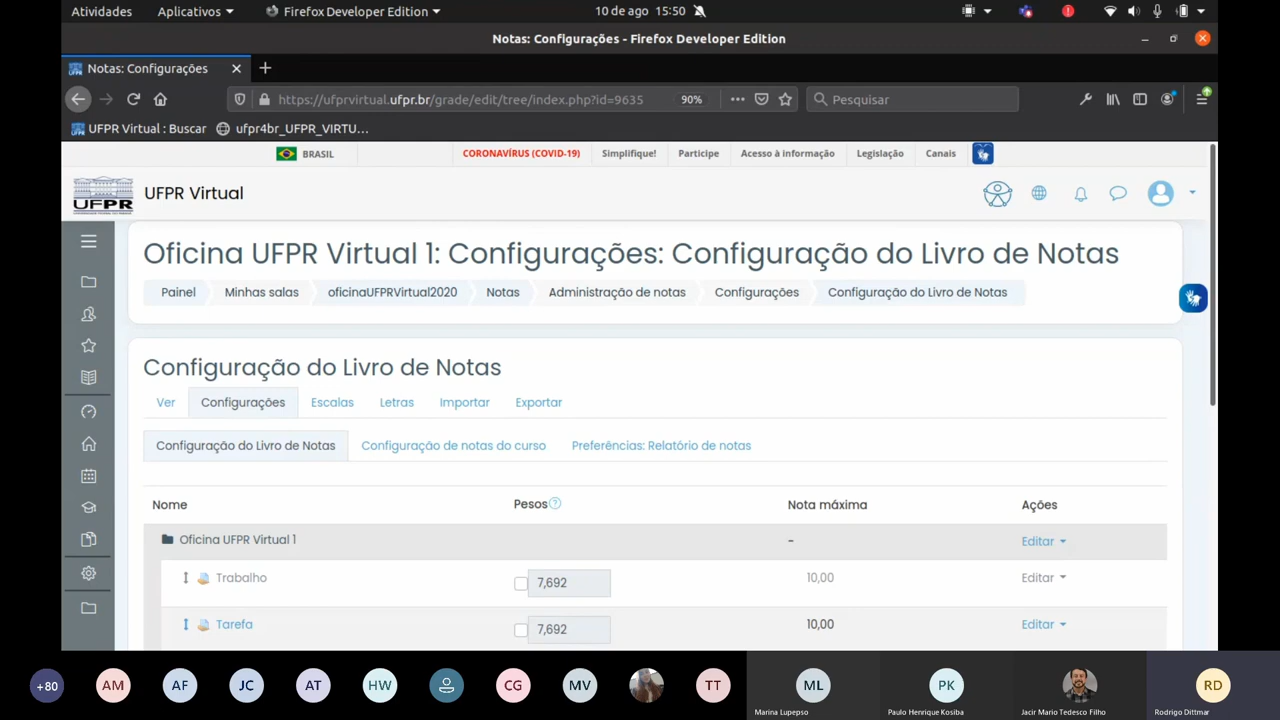 Atividades Aplicativos Firefox Developer Edition 10 de ago 15:50
Notas: Configurações - Firefox Developer Edition
Notas: Configurações
https://ufprvirtual.ufpr.br/grade/edit/tree/index.php?id=9635 90% Pesquisar
UFPR Virtual : Buscar ufpr4br_UFPR_VIRTU...
BRASIL CORONAVÍRUS (COVID-19) Simplifique! Participe Acesso à informação Legislação Canais
UFPR UFPR Virtual
Oficina UFPR Virtual 1: Configurações: Configuração do Livro de Notas
Painel Minhas salas oficinaUFPRVirtual2020 Notas Administração de notas Configurações Configuração do Livro de Notas
Configuração do Livro de Notas
Ver Configurações Escalas Letras Importar Exportar
Configuração do Livro de Notas Configuração de notas do curso Preferências: Relatório de notas
Nome Pesos Nota máxima Ações
Oficina UFPR Virtual 1 - Editar
Trabalho 7,692 10,00 Editar
Tarefa 7,692 10,00 Editar
+80 AM AF JC AT HW CG MV TT ML PK RD
Marina Lupepso Paulo Henrique Kosiba Jacir Mario Tedesco Filho Rodrigo Dittmar